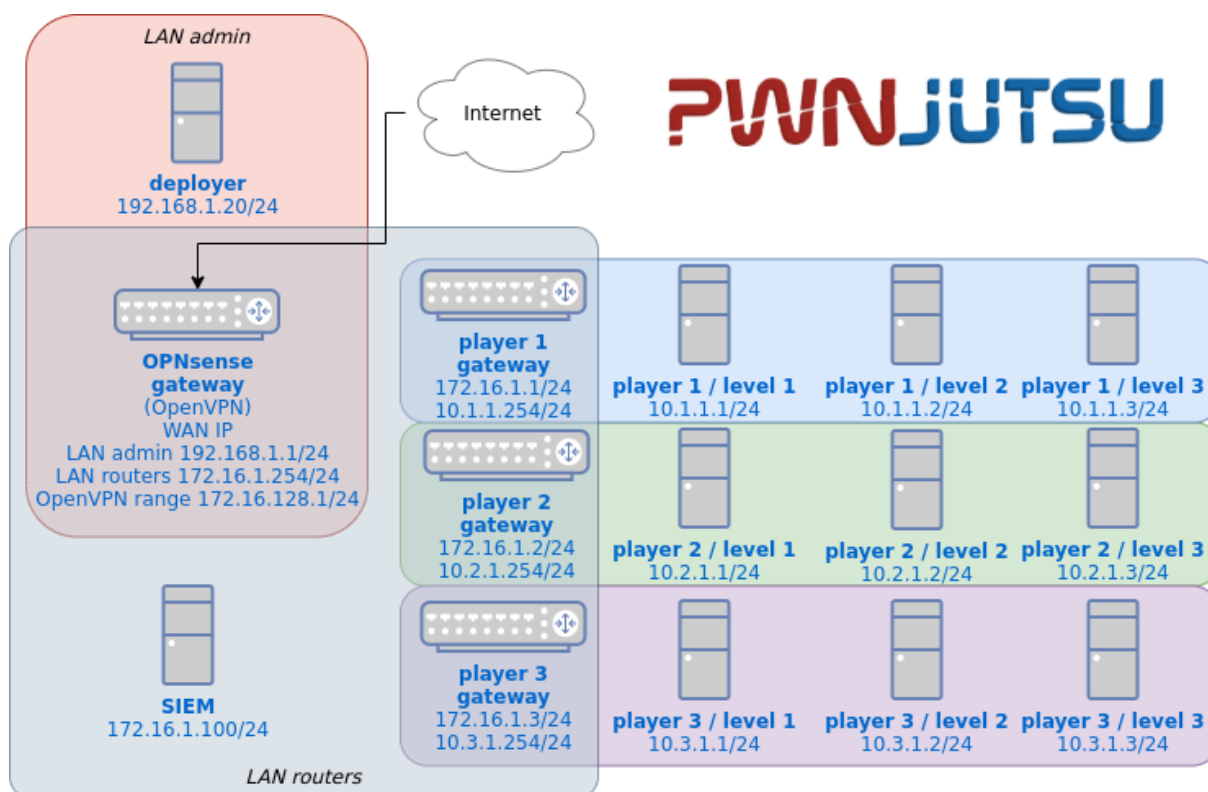 LAN admin
deployer
192.168.1.20/24
Internet
PWNJUTSU
OPNsense
gateway
(OpenVPN)
WAN IP
LAN admin 192.168.1.1/24
LAN routers 172.16.1.254/24
OpenVPN range 172.16.128.1/24
SIEM
172.16.1.100/24
LAN routers
player 1
gateway
172.16.1.1/24
10.1.1.254/24
player 1 / level 1
10.1.1.1/24
player 1 / level 2
10.1.1.2/24
player 1 / level 3
10.1.1.3/24
player 2
gateway
172.16.1.2/24
10.2.1.254/24
player 2 / level 1
10.2.1.1/24
player 2 / level 2
10.2.1.2/24
player 2 / level 3
10.2.1.3/24
player 3
gateway
172.16.1.3/24
10.3.1.254/24
player 3 / level 1
10.3.1.1/24
player 3 / level 2
10.3.1.2/24
player 3 / level 3
10.3.1.3/24